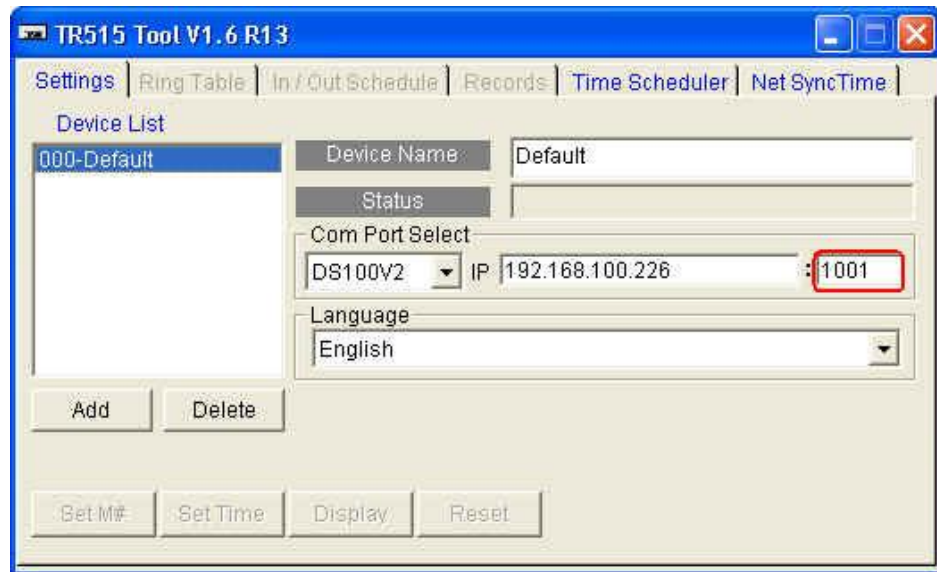 TR515 Tool V1.6 R13
Settings Ring Table In / Out Schedule Records Time Scheduler Net SyncTime
Device List
000-Default
Device Name Default
Status
Com Port Select
DS100V2 IP 192.168.100.226 : 1001
Language
English
Add Delete
Set M# Set Time Display Reset